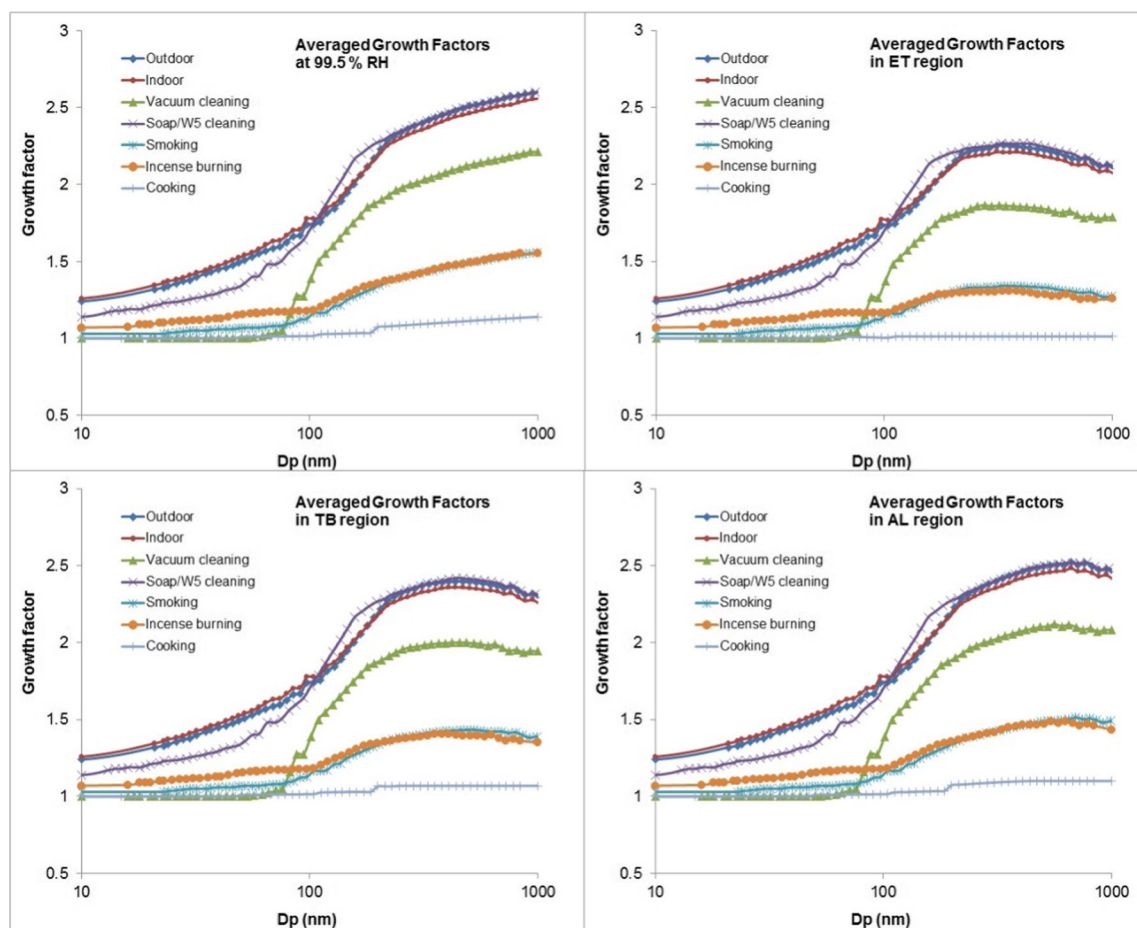 Averaged Growth Factors
at 99.5 % RH
Growth factor
3
2.5
2
1.5
1
0.5
Outdoor
Indoor
Vacuum cleaning
Soap/W5 cleaning
Smoking
Incense burning
Cooking
10
100
1000
Dp (nm)
Averaged Growth Factors
in ET region
Growth factor
3
2.5
2
1.5
1
0.5
Outdoor
Indoor
Vacuum cleaning
Soap/W5 cleaning
Smoking
Incense burning
Cooking
10
100
1000
Dp (nm)
Averaged Growth Factors
in TB region
Growth factor
3
2.5
2
1.5
1
0.5
Outdoor
Indoor
Vacuum cleaning
Soap/W5 cleaning
Smoking
Incense burning
Cooking
10
100
1000
Dp (nm)
Averaged Growth Factors
in AL region
Growth factor
3
2.5
2
1.5
1
0.5
Outdoor
Indoor
Vacuum cleaning
Soap/W5 cleaning
Smoking
Incense burning
Cooking
10
100
1000
Dp (nm)